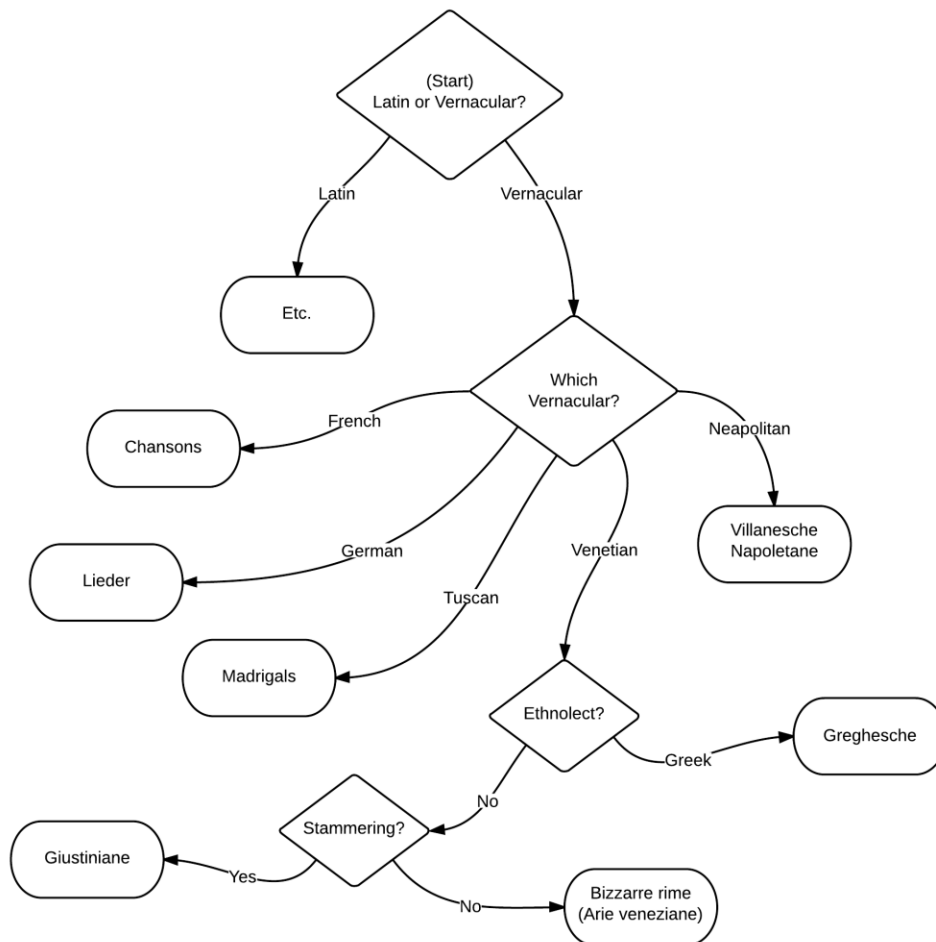 (Start)
Latin or Vernacular?
Latin
Vernacular
Etc.
Which
Vernacular?
French
Neapolitan
Chansons
Villanesche
Napoletane
German
Venetian
Lieder
Tuscan
Madrigals
Ethnolect?
Greghesche
Greek
No
Stammering?
Giustiniane
Yes
No
Bizzarre rime
(Arie veneziane)